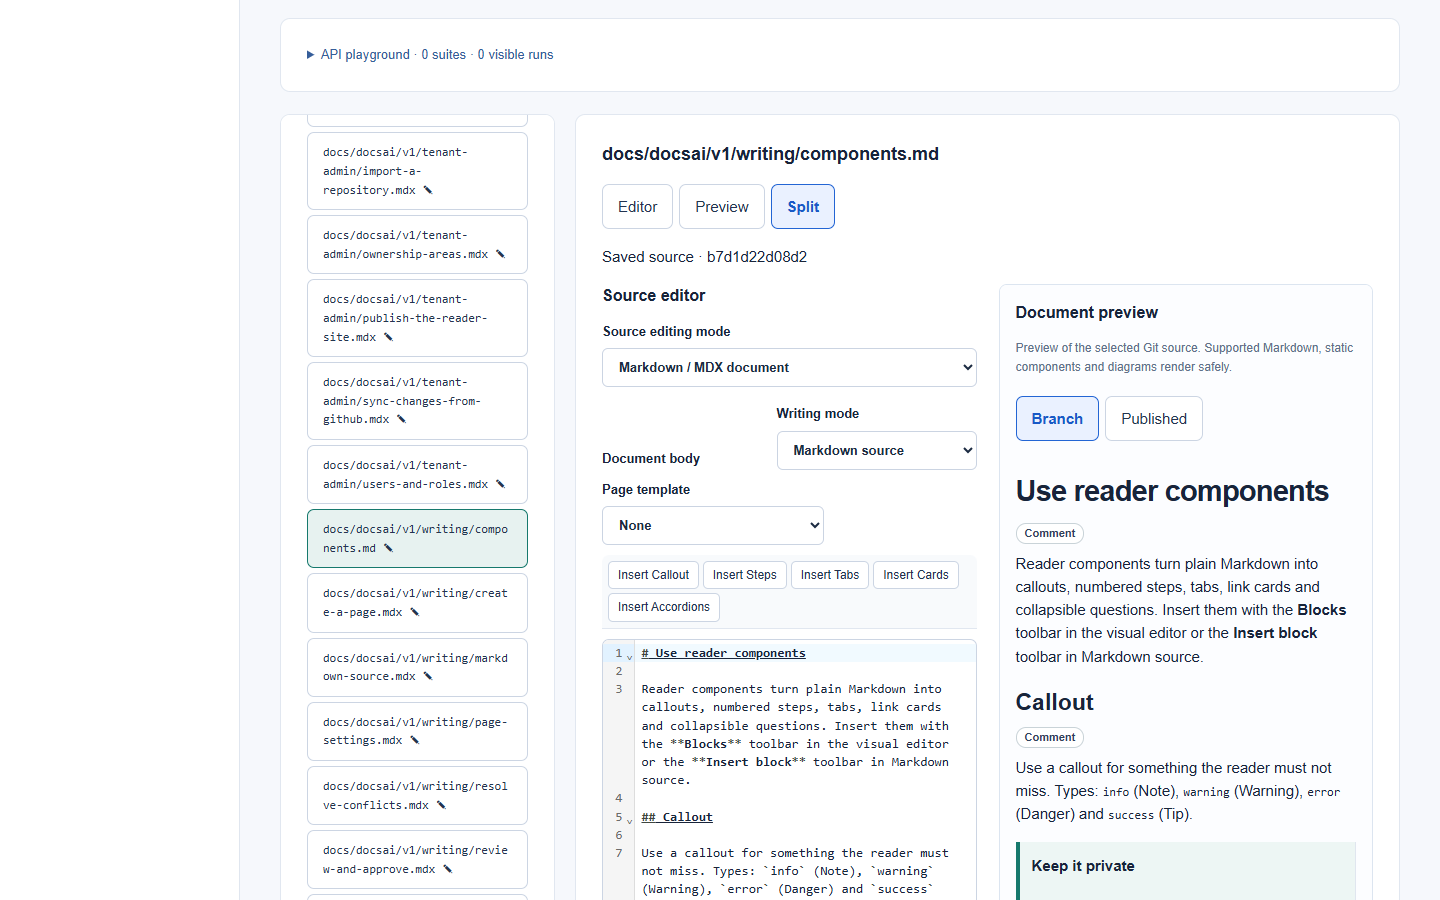 API playground · 0 suites · 0 visible runs
docs/docsai/v1/tenant-
admin/import-a-
repository.mdx
docs/docsai/v1/tenant-
admin/ownership-areas.mdx
docs/docsai/v1/tenant-
admin/publish-the-reader-
site.mdx
docs/docsai/v1/tenant-
admin/sync-changes-from-
github.mdx
docs/docsai/v1/tenant-
admin/users-and-roles.mdx
docs/docsai/v1/writing/compo
nents.md
docs/docsai/v1/writing/creat
e-a-page.mdx
docs/docsai/v1/writing/markd
own-source.mdx
docs/docsai/v1/writing/page-
settings.mdx
docs/docsai/v1/writing/resol
ve-conflicts.mdx
docs/docsai/v1/writing/revie
w-and-approve.mdx
docs/docsai/v1/writing/components.md
Editor
Preview
Split
Saved source · b7d1d22d08d2
Source editor
Source editing mode
Markdown / MDX document
Writing mode
Document body
Markdown source
Page template
None
Insert Callout
Insert Steps
Insert Tabs
Insert Cards
Insert Accordions
1 # Use reader components
2
3 Reader components turn plain Markdown into
callouts, numbered steps, tabs, link cards
and collapsible questions. Insert them with
the **Blocks** toolbar in the visual editor
or the **Insert block** toolbar in Markdown
source.
4
5 ## Callout
6
7 Use a callout for something the reader must
not miss. Types: `info` (Note), `warning`
(Warning), `error` (Danger) and `success`
Document preview
Preview of the selected Git source. Supported Markdown, static
components and diagrams render safely.
Branch
Published
Use reader components
Comment
Reader components turn plain Markdown into
callouts, numbered steps, tabs, link cards and
collapsible questions. Insert them with the Blocks
toolbar in the visual editor or the Insert block
toolbar in Markdown source.
Callout
Comment
Use a callout for something the reader must not
miss. Types: info (Note), warning (Warning), error
(Danger) and success (Tip).
Keep it private